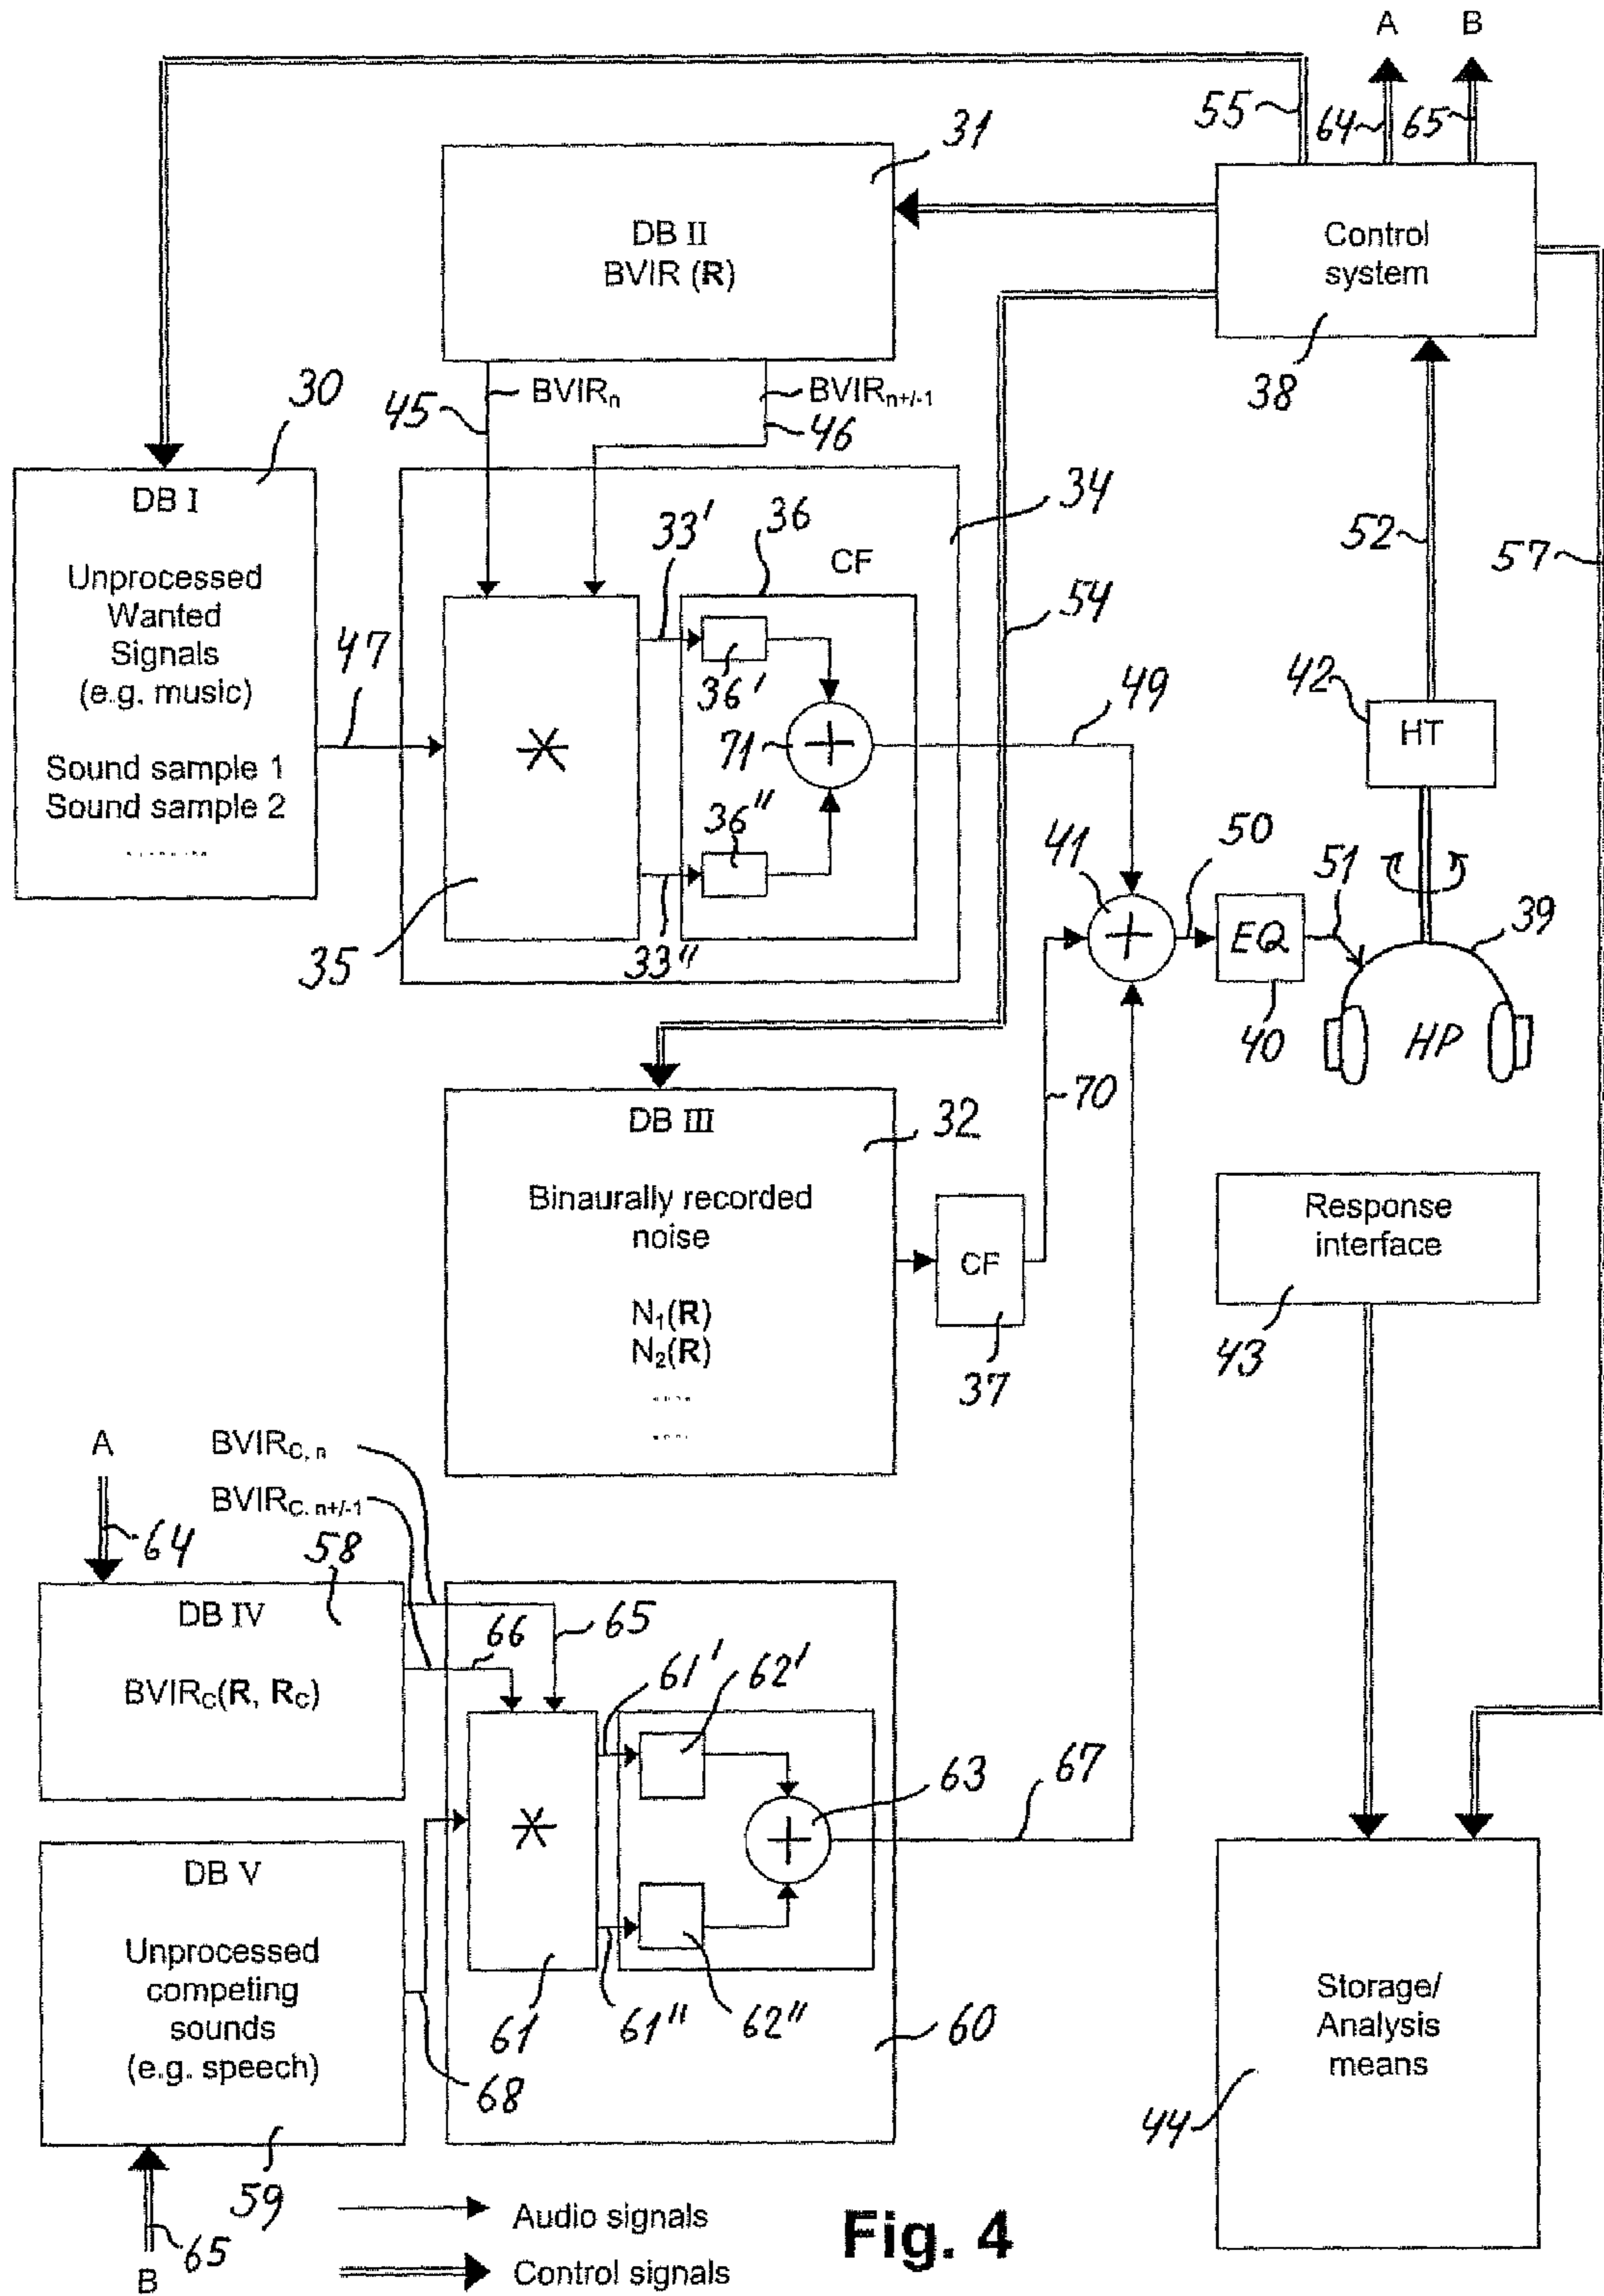 A B
55 64 65
31
DB II
BVIR (R)
Control
system
38
30
45 BVIRn BVIRn+/-1
46
DB I
Unprocessed
Wanted
Signals
(e.g. music)
Sound sample 1
Sound sample 2
........
47
34
33' 36
CF
52 57
54
36'
*
71 +
49
42 HT
36"
41 50 51
+ EQ
39
35 33"
40 HP
70
DB III
32
Binaurally recorded
noise
N1(R)
N2(R)
....
....
CF
37
Response
interface
43
A
BVIRC, n
BVIRC. n+/-1
64 58
DB IV
BVIRC(R, RC)
66 65
61' 62'
*
63
+
67
DB V
Unprocessed
competing
sounds
(e.g. speech)
61 61" 62" 60
68
Storage/
Analysis
means
44
59
65
B
Audio signals
Control signals
Fig. 4